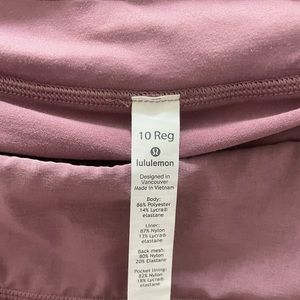 10 Reg
lululemon
Designed in
Vancouver
Made in Vietnam
Body:
86% Polyester
14% Lycra®
elastane
Liner:
87% Nylon
13% Lycra®
elastane
Back mesh:
80% Nylon
20% Elastane
Pocket lining:
82% Nylon
18% Lycra®
elastane